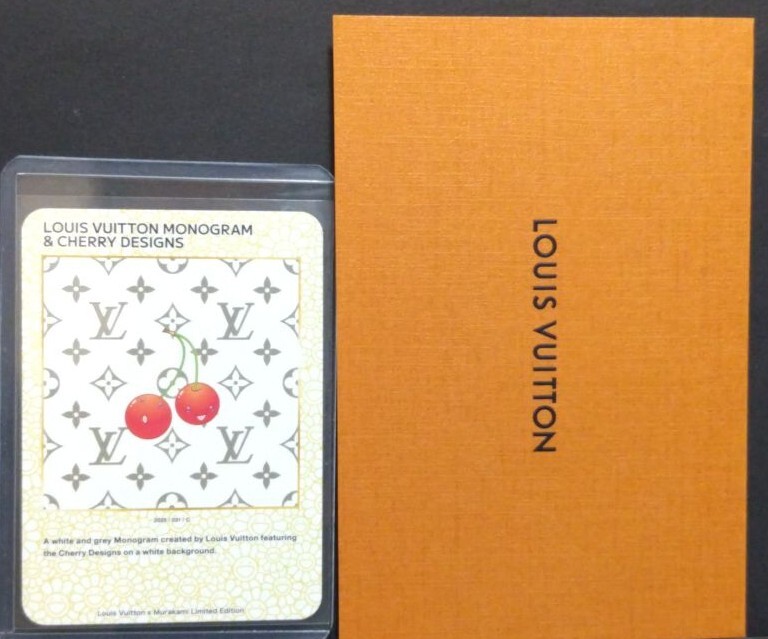 LOUIS VUITTON MONOGRAM
& CHERRY DESIGNS
A white and grey Monogram created by Louis Vuitton featuring
the Cherry Designs on a white background.
Louis Vuitton x Murakami Limited Edition
LOUIS VUITTON